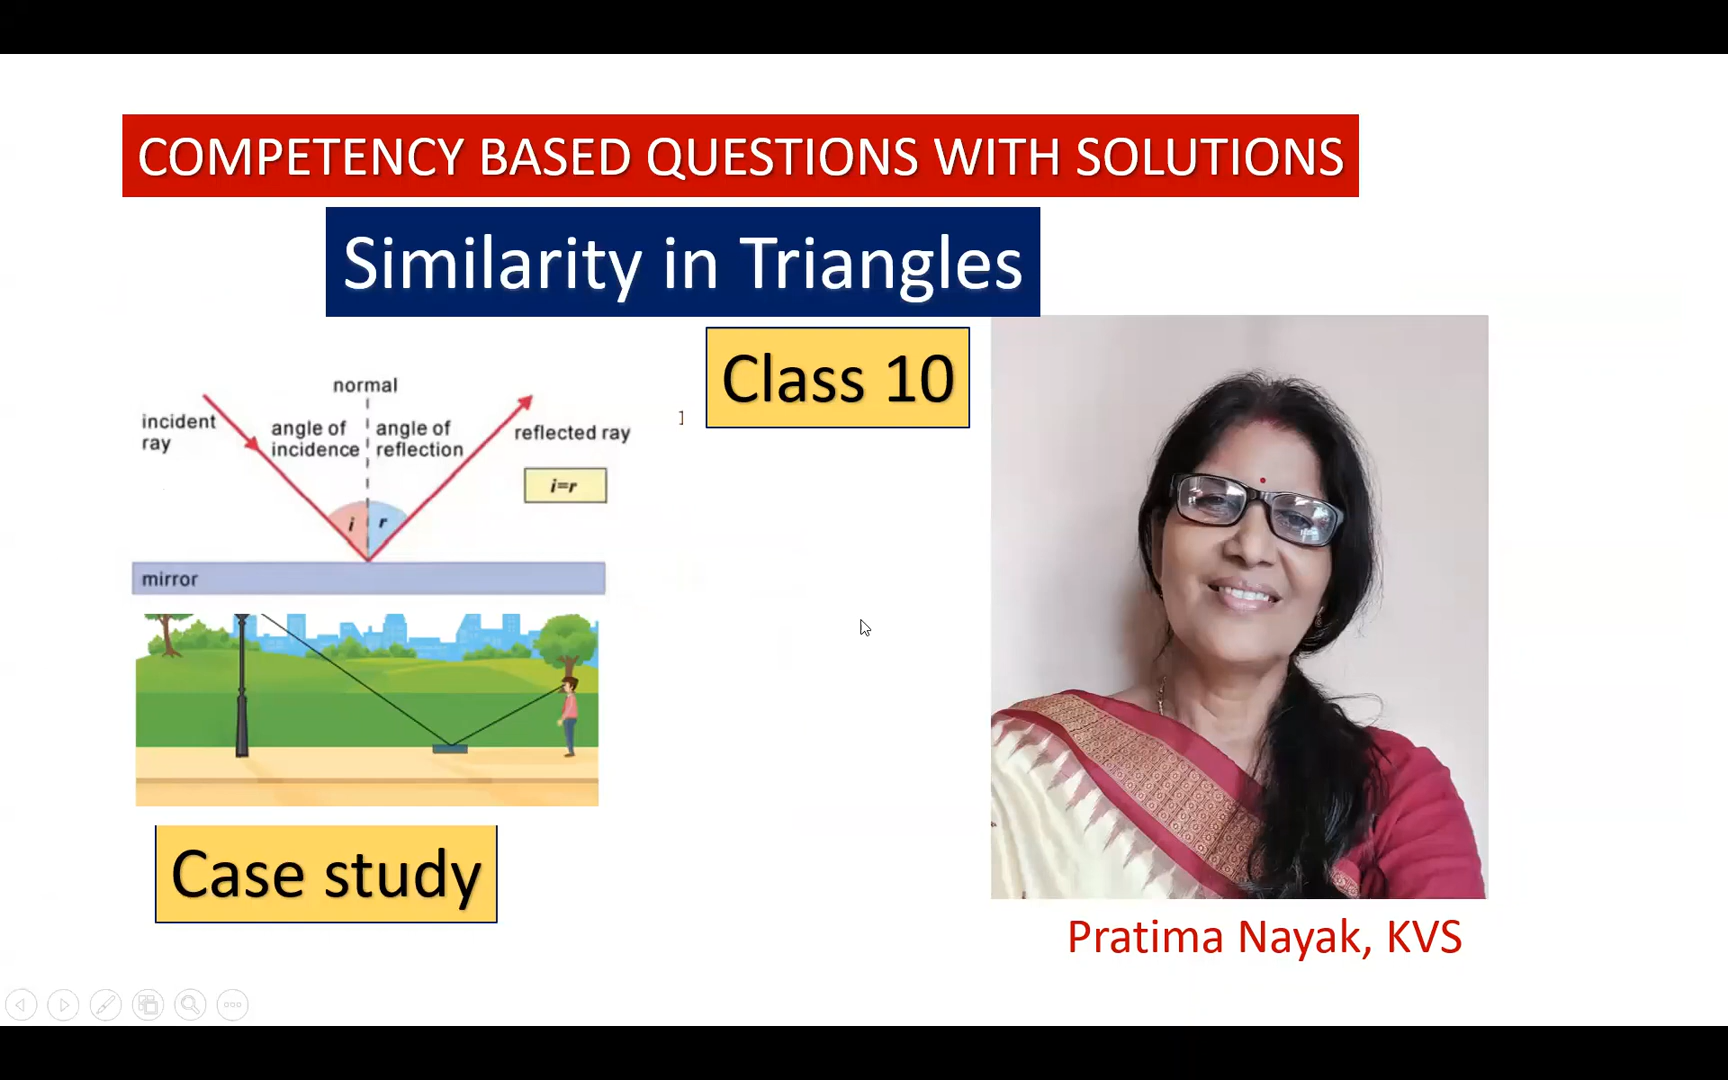 COMPETENCY BASED QUESTIONS WITH SOLUTIONS
Similarity in Triangles
Class 10
normal
incident
ray
angle of
incidence
angle of
reflection
reflected ray
i=r
i
r
mirror
Case study
Pratima Nayak, KVS